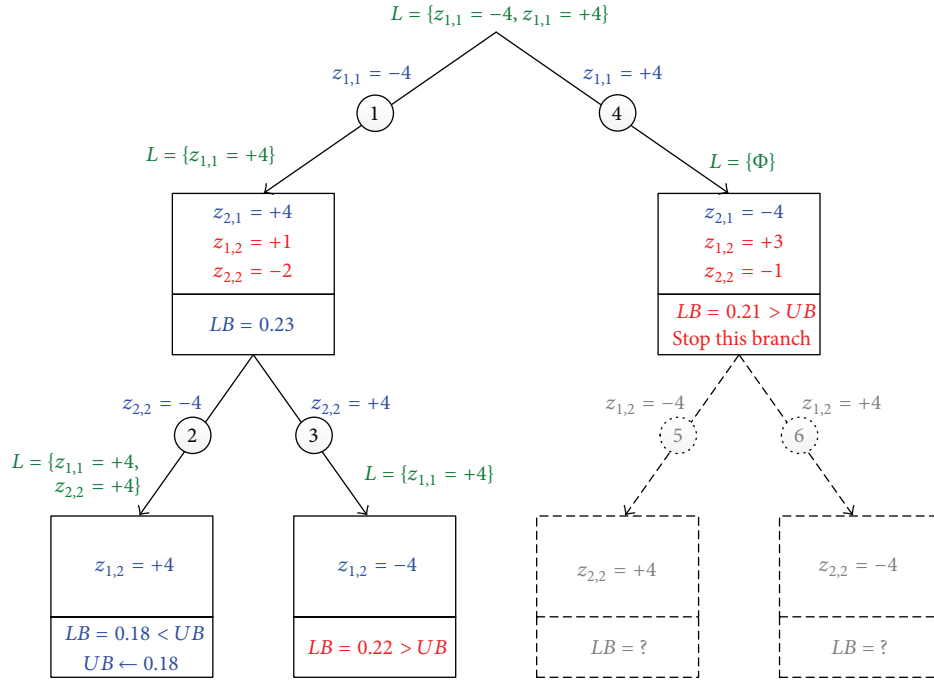 L = {z1,1 = −4, z1,1 = +4}
z1,1 = −4
z1,1 = +4
1
4
L = {z1,1 = +4}
L = {Φ}
z2,1 = +4
z1,2 = +1
z2,2 = −2
LB = 0.23
z2,1 = −4
z1,2 = +3
z2,2 = −1
LB = 0.21 > UB
Stop this branch
z2,2 = −4
z2,2 = +4
z1,2 = −4
z1,2 = +4
2
3
5
6
L = {z1,1 = +4,
z2,2 = +4}
L = {z1,1 = +4}
z1,2 = +4
LB = 0.18 < UB
UB ← 0.18
z1,2 = −4
LB = 0.22 > UB
z2,2 = +4
LB = ?
z2,2 = −4
LB = ?